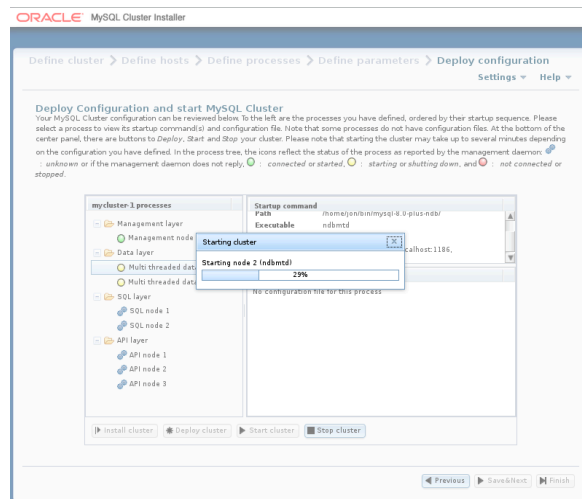 ORACLE MySQL Cluster Installer
Define cluster > Define hosts > Define processes > Define parameters > Deploy configuration
Settings Help
Deploy Configuration and start MySQL Cluster
Your MySQL Cluster configuration can be reviewed below. To the left are the processes you have defined, ordered by their startup sequence. Please
select a process to view its startup command(s) and configuration file. Note that some processes do not have configuration files. At the bottom of the
center panel, there are buttons to Deploy, Start and Stop your cluster. Please note that starting the cluster may take up to several minutes depending
on the configuration you have defined. In the process tree, the icons reflect the status of the process as reported by the management daemon:
: unknown or if the management daemon does not reply, : connected or started, : starting or shutting down, and : not connected or
stopped.
mycluster-1 processes
Management layer
Management node
Data layer
Multi threaded dat
Multi threaded dat
SQL layer
SQL node 1
SQL node 2
API layer
API node 1
API node 2
API node 3
Startup command
Path /home/jon/bin/mysql-8.0-plus-ndb/
Executable ndbmtd
calhost:1186,
Starting cluster x
Starting node 2 (ndbmtd)
29%
No configuration file for this process
Install cluster Deploy cluster Start cluster Stop cluster
Previous Save&Next Finish